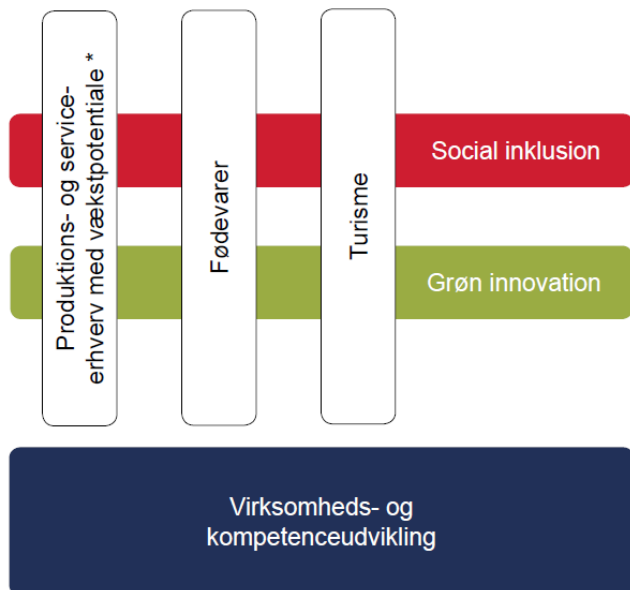 Produktions- og service-
erhverv med vækstpotentiale *
Fødevarer
Turisme
Social inklusion
Grøn innovation
Virksomheds- og
kompetenceudvikling